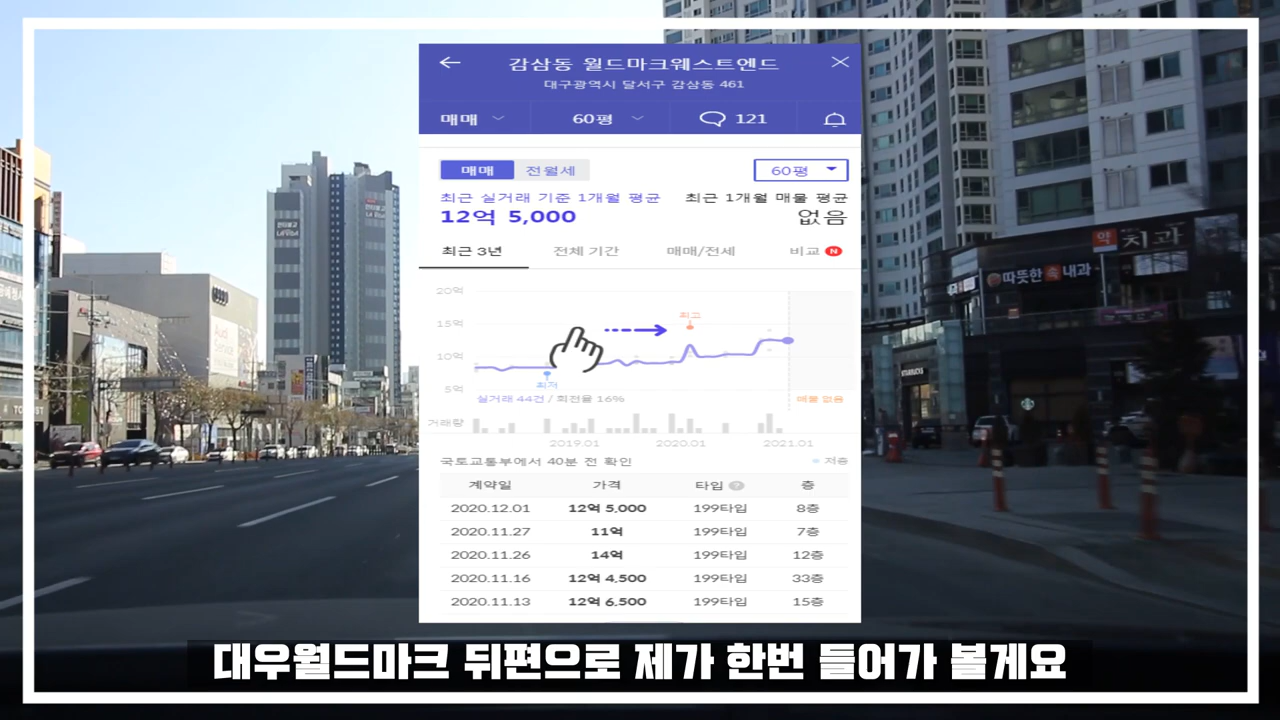 감삼동 월드마크웨스트엔드
대구광역시 달서구 감삼동 461
매매 60평 121
매매 전월세 60평
최근 실거래 기준 1개월 평균 최근 1개월 매물 평균
12억 5,000 없음
최근 3년 전체 기간 매매/전세 비교 N
20억
15억
최고
10억
최저
5억
실거래 44건 / 회전율 16% 매물 없음
거래량
2019.01 2020.01 2021.01
국토교통부에서 40분 전 확인 저층
계약일 가격 타입 ? 층
2020.12.01 12억 5,000 199타입 8층
2020.11.27 11억 199타입 7층
2020.11.26 14억 199타입 12층
2020.11.16 12억 4,500 199타입 33층
2020.11.13 12억 6,500 199타입 15층
약 치과
따뜻한 속 내과
STARBUCKS
Audi
대우월드마크 뒤편으로 제가 한번 들어가 볼게요